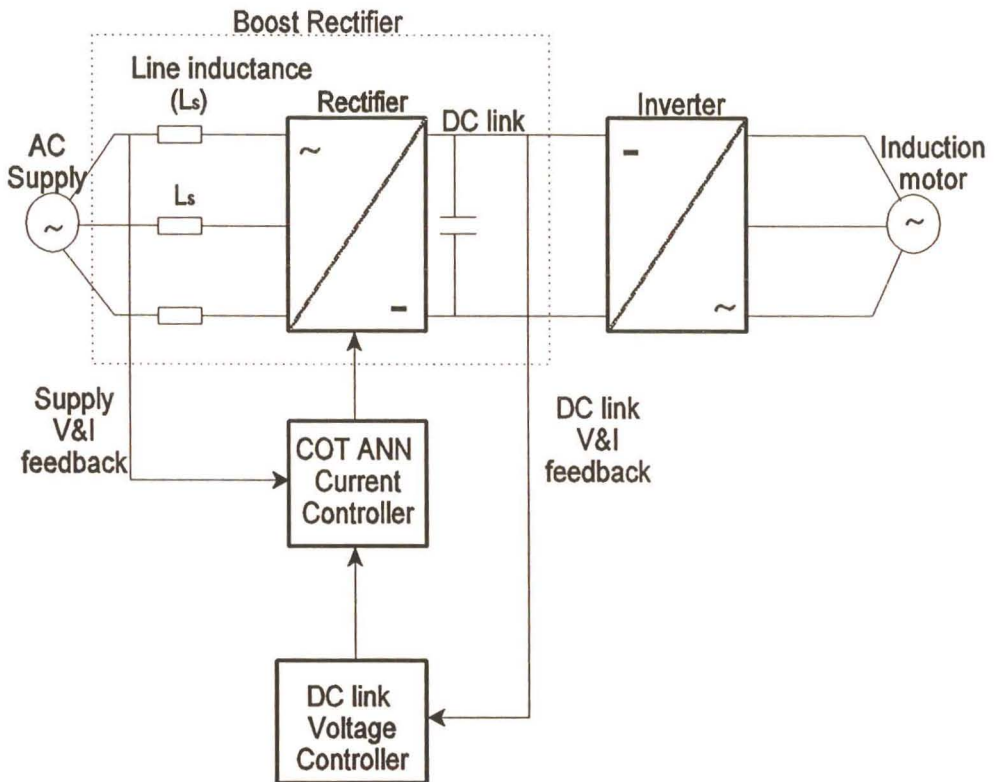 Boost Rectifier
Line inductance
(Ls)
Rectifier
DC link
Inverter
AC
Supply
~
Ls
~
-
-
~
Induction
motor
~
Supply
V&I
feedback
COT ANN
Current
Controller
DC link
V&I
feedback
DC link
Voltage
Controller